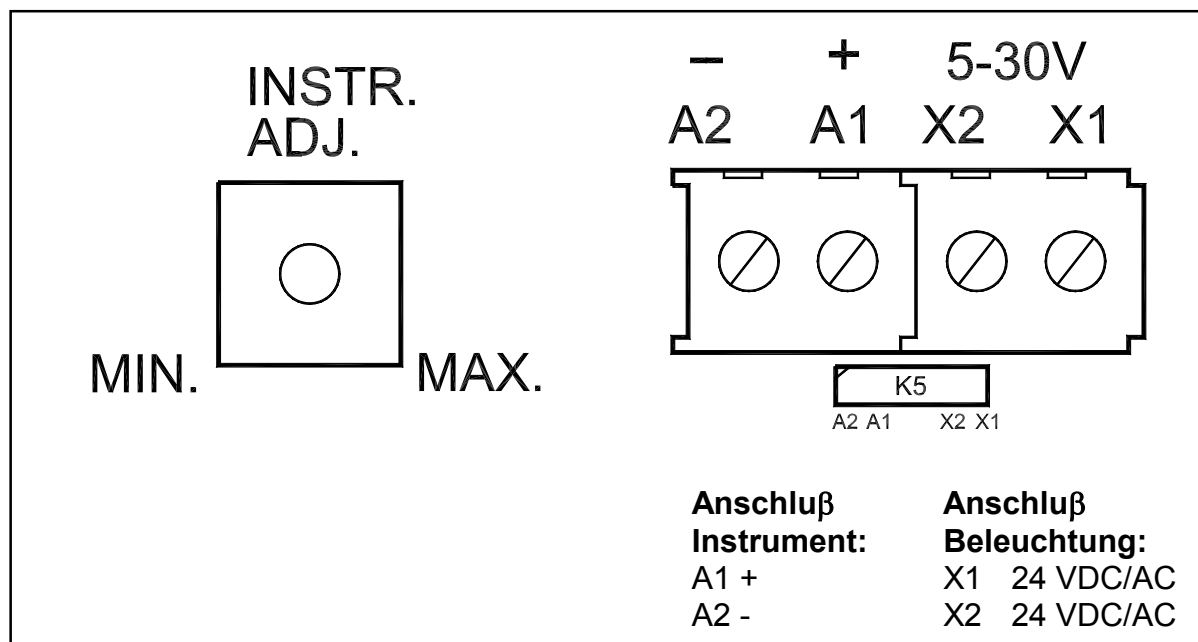 INSTR.
ADJ.
MIN.
MAX.
– + 5-30V
A2 A1 X2 X1
K5
A2 A1 X2 X1
Anschluβ
Instrument:
A1 +
A2 -
Anschluβ
Beleuchtung:
X1 24 VDC/AC
X2 24 VDC/AC